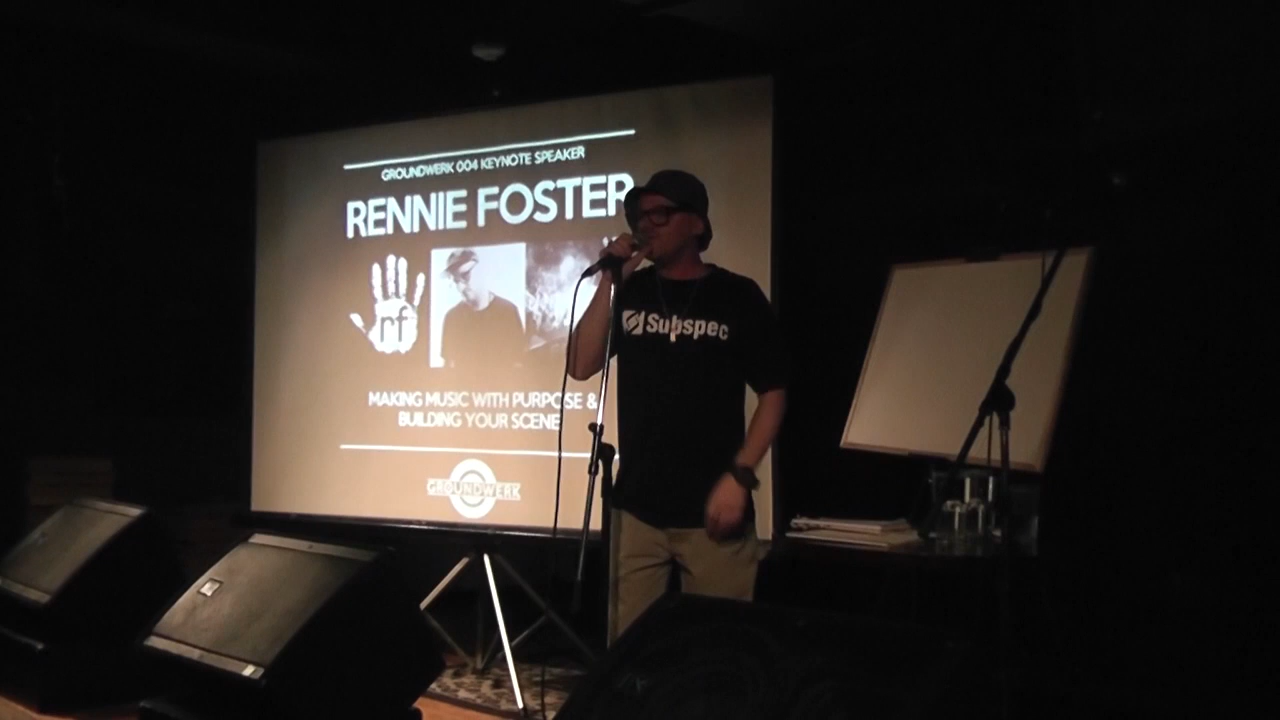 GROUNDWERK 004 KEYNOTE SPEAKER
RENNIE FOSTER
rf
Subspec
MAKING MUSIC WITH PURPOSE &
BUILDING YOUR SCENE
GROUNDWERK